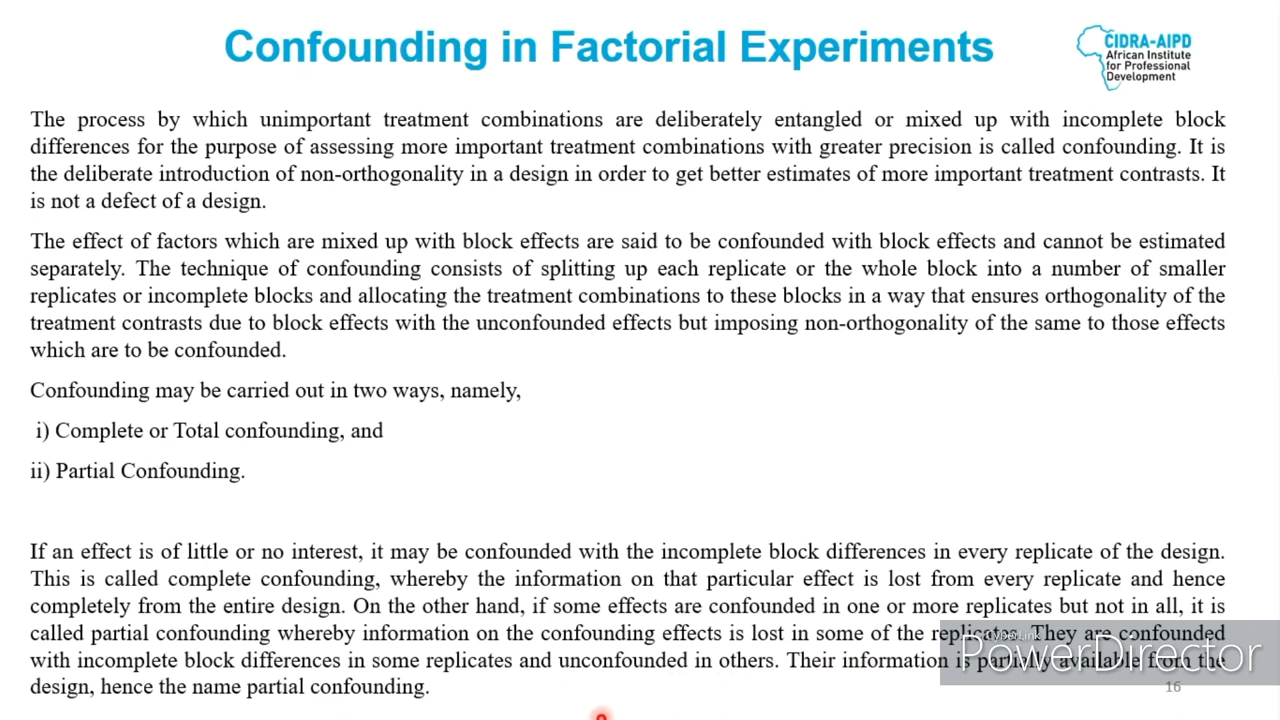 Confounding in Factorial Experiments
CIDRA-AIPD
African Institute
for Professional
Development
The process by which unimportant treatment combinations are deliberately entangled or mixed up with incomplete block
differences for the purpose of assessing more important treatment combinations with greater precision is called confounding. It is
the deliberate introduction of non-orthogonality in a design in order to get better estimates of more important treatment contrasts. It
is not a defect of a design.
The effect of factors which are mixed up with block effects are said to be confounded with block effects and cannot be estimated
separately. The technique of confounding consists of splitting up each replicate or the whole block into a number of smaller
replicates or incomplete blocks and allocating the treatment combinations to these blocks in a way that ensures orthogonality of the
treatment contrasts due to block effects with the unconfounded effects but imposing non-orthogonality of the same to those effects
which are to be confounded.
Confounding may be carried out in two ways, namely,
i) Complete or Total confounding, and
ii) Partial Confounding.
If an effect is of little or no interest, it may be confounded with the incomplete block differences in every replicate of the design.
This is called complete confounding, whereby the information on that particular effect is lost from every replicate and hence
completely from the entire design. On the other hand, if some effects are confounded in one or more replicates but not in all, it is
called partial confounding whereby information on the confounding effects is lost in some of the replicates. They are confounded
with incomplete block differences in some replicates and unconfounded in others. Their information is partially available from the
design, hence the name partial confounding.
CyberLink
PowerDirector
16